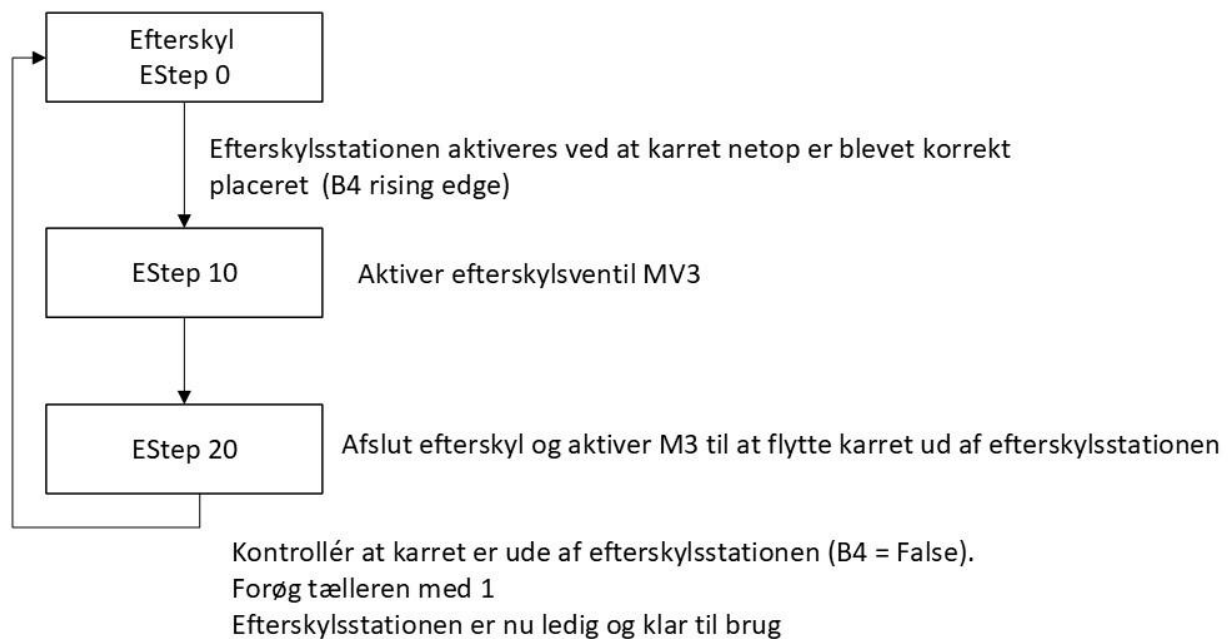 Efterskyl
EStep 0
Efterskylsstationen aktiveres ved at karret netop er blevet korrekt
placeret (B4 rising edge)
EStep 10
Aktiver efterskylsventil MV3
EStep 20
Afslut efterskyl og aktiver M3 til at flytte karret ud af efterskylsstationen
Kontrollér at karret er ude af efterskylsstationen (B4 = False).
Forøg tælleren med 1
Efterskylsstationen er nu ledig og klar til brug